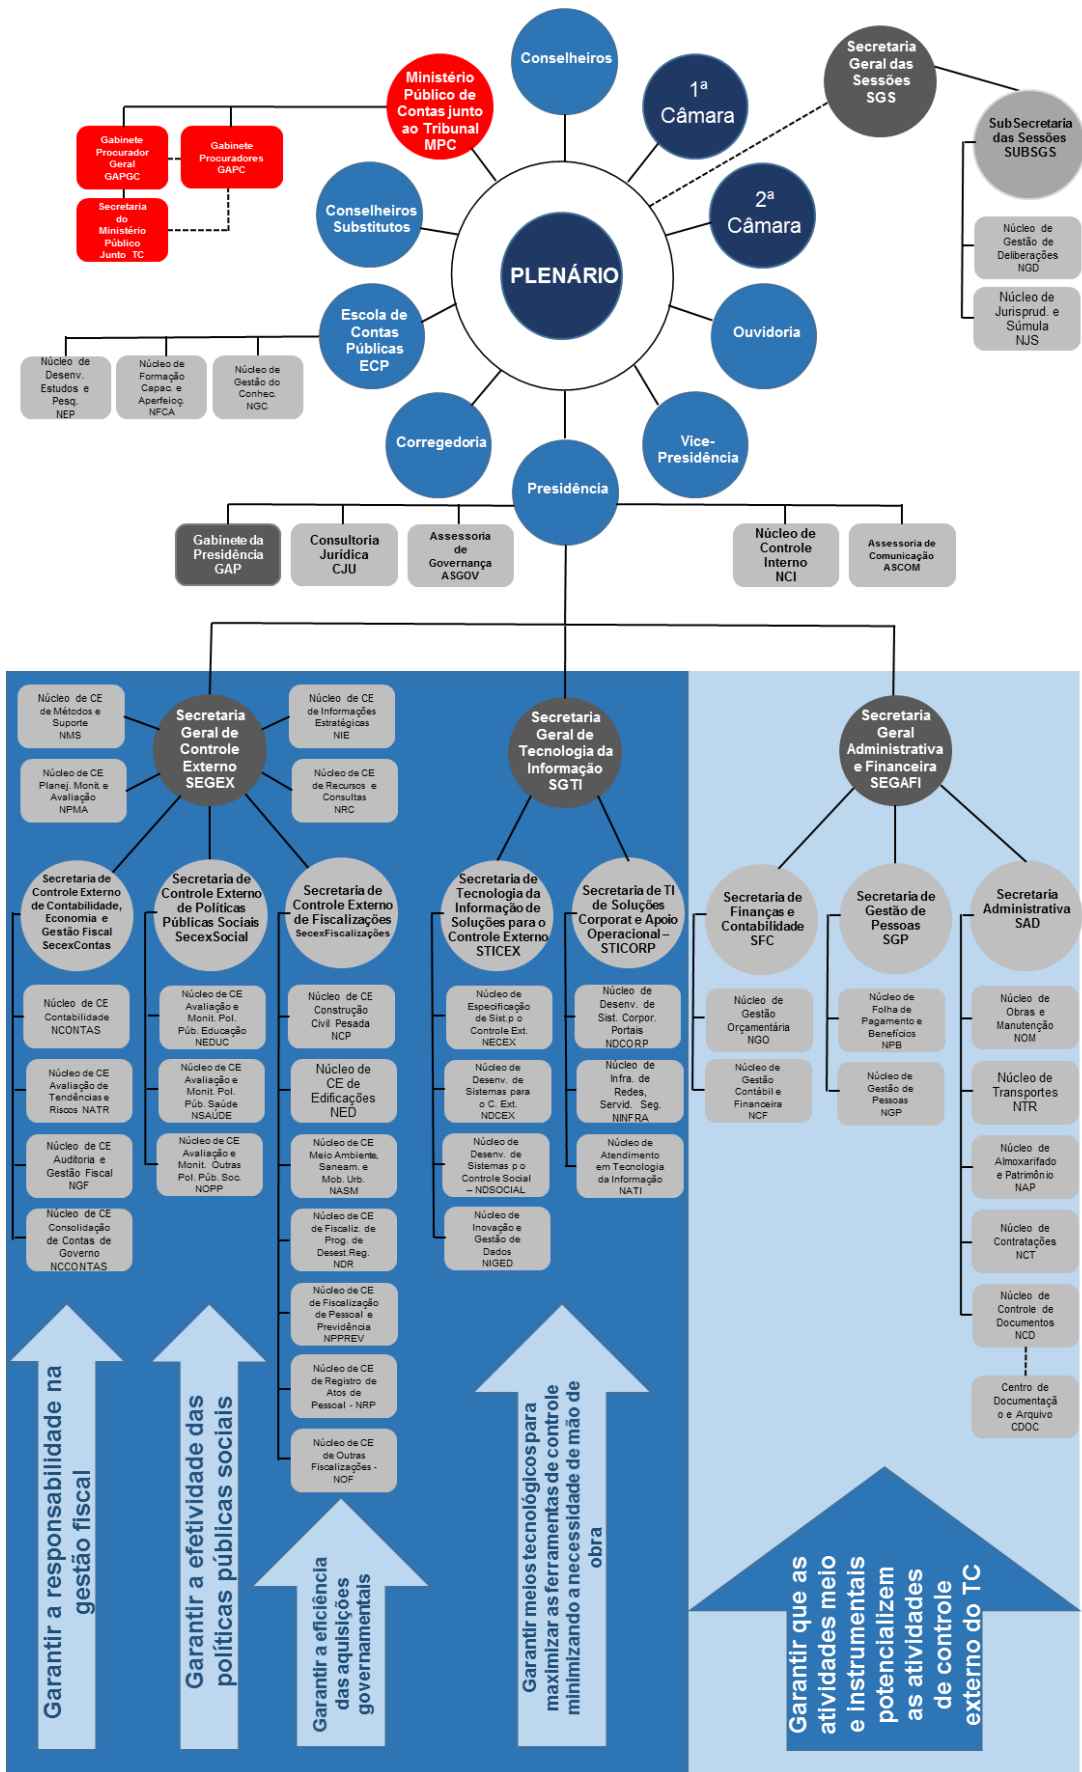 Conselheiros
Ministério
Público de
Contas junto
ao Tribunal
MPC
1ª
Câmara
Secretaria
Geral das
Sessões
SGS
SubSecretaria
das Sessões
SUBSGS
Gabinete
Procurador
Geral
GAPGC
Gabinete
Procuradores
GAPC
Secretaria
do
Ministério
Público
Junto TC
Conselheiros
Substitutos
2ª
Câmara
Núcleo de
Gestão de
Deliberações
NGD
Núcleo de
Jurisprud. e
Súmula
NJS
PLENÁRIO
Escola de
Contas
Públicas
ECP
Ouvidoria
Núcleo de
Desenv.
Estudos e
Pesq.
NEP
Núcleo de
Formação
Capac. e
Aperfeioç.
NFCA
Núcleo de
Gestão do
Conhec.
NGC
Corregedoria
Vice-
Presidência
Presidência
Gabinete da
Presidência
GAP
Consultoria
Jurídica
CJU
Assessoria
de
Governança
ASGOV
Núcleo de
Controle
Interno
NCI
Assessoria de
Comunicação
ASCOM
Núcleo de CE
de Métodos e
Suporte
NMS
Núcleo de CE
Planej. Monit. e
Avaliação
NPMA
Secretaria
Geral de
Controle
Externo
SEGEX
Núcleo de CE
de Informações
Estratégicas
NIE
Núcleo de CE
de Recursos e
Consultas
NRC
Secretaria
Geral de
Tecnologia da
Informação
SGTI
Secretaria
Geral
Administrativa
e Financeira
SEGAFI
Secretaria de
Controle Externo
de Contabilidade,
Economia e
Gestão Fiscal
SecexContas
Secretaria de
Controle Externo
de Políticas
Públicas Sociais
SecexSocial
Secretaria de
Controle Externo
de Fiscalizações
SecexFiscalizações
Secretaria de
Tecnologia da
Informação de
Soluções para o
Controle Externo
STICEX
Secretaria de TI
de Soluções
Corporat e Apoio
Operacional –
STICORP
Secretaria de
Finanças e
Contabilidade
SFC
Secretaria de
Gestão de
Pessoas
SGP
Secretaria
Administrativa
SAD
Núcleo de CE
Contabilidade
NCONTAS
Núcleo de CE
Avaliação de
Tendências e
Riscos NATR
Núcleo de CE
Auditoria e
Gestão Fiscal
NGF
Núcleo de CE
Consolidação
de Contas de
Governo
NCCONTAS
Núcleo de CE
Avaliação e
Monit. Pol.
Púb. Educação
NEDUC
Núcleo de CE
Avaliação e
Monit. Pol.
Púb. Saúde
NSAÚDE
Núcleo de CE
Avaliação e
Monit. Outras
Pol. Púb. Soc.
NOPP
Núcleo de CE
Construção
Civil Pesada
NCP
Núcleo de
CE de
Edificações
NED
Núcleo de CE
Meio Ambiente,
Saneam. e
Mob. Urb.
NASM
Núcleo de CE
de Fiscaliz. de
Prog. de
Desest.Reg.
NDR
Núcleo de CE
de Fiscalização
de Pessoal e
Previdência
NPPREV
Núcleo de CE
de Registro de
Atos de
Pessoal - NRP
Núcleo de CE
de Outras
Fiscalizações -
NOF
Núcleo de
Especificação
de Sist.p o
Controle Ext.
NECEX
Núcleo de
Desenv. de
Sistemas para
o C. Ext.
NDCEX
Núcleo de
Desenv. de
Sistemas p o
Controle Social
– NDSOCIAL
Núcleo de
Inovação e
Gestão de
Dados
NIGED
Núcleo de
Desenv. de
Sist. Corpor.
Portais
NDCORP
Núcleo de
Infra. de
Redes,
Servid. Seg.
NINFRA
Núcleo de
Atendimento
em Tecnologia
da Informação
NATI
Núcleo de
Gestão
Orçamentária
NGO
Núcleo de
Gestão
Contábil e
Financeira
NCF
Núcleo de
Folha de
Pagamento e
Benefícios
NPB
Núcleo de
Gestão de
Pessoas
NGP
Núcleo de
Obras e
Manutenção
NOM
Núcleo de
Transportes
NTR
Núcleo de
Almoxarifado
e Patrimônio
NAP
Núcleo de
Contratações
NCT
Núcleo de
Controle de
Documentos
NCD
Centro de
Documentaçã
o e Arquivo
CDOC
Garantir a responsabilidade na
gestão fiscal
Garantir a efetividade das
políticas públicas sociais
Garantir a eficiência
das aquisições
governamentais
Garantir meios tecnológicos para
maximizar as ferramentas de controle
minimizando a necessidade de mão de
obra
Garantir que as
atividades meio
e instrumentais
potencializem
as atividades
de controle
externo do TC